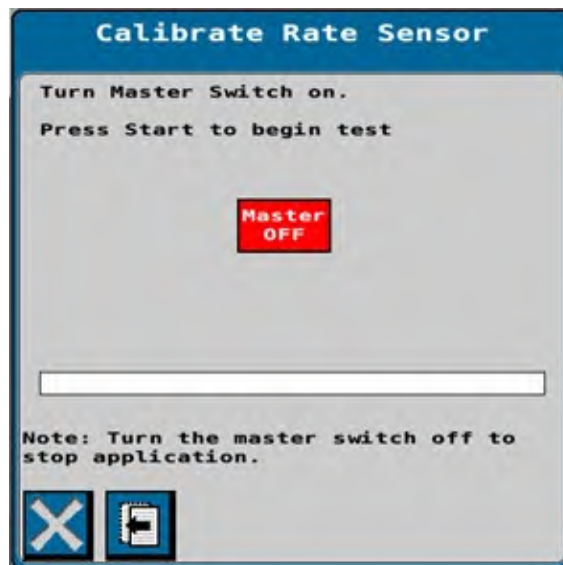 Calibrate Rate Sensor
Turn Master Switch on.
Press Start to begin test
Master
OFF
Note: Turn the master switch off to
stop application.